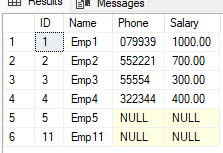 Results Messages
ID Name Phone Salary
1 1 Emp1 079939 1000.00
2 2 Emp2 552221 700.00
3 3 Emp3 55554 300.00
4 4 Emp4 322344 400.00
5 5 Emp5 NULL NULL
6 11 Emp11 NULL NULL